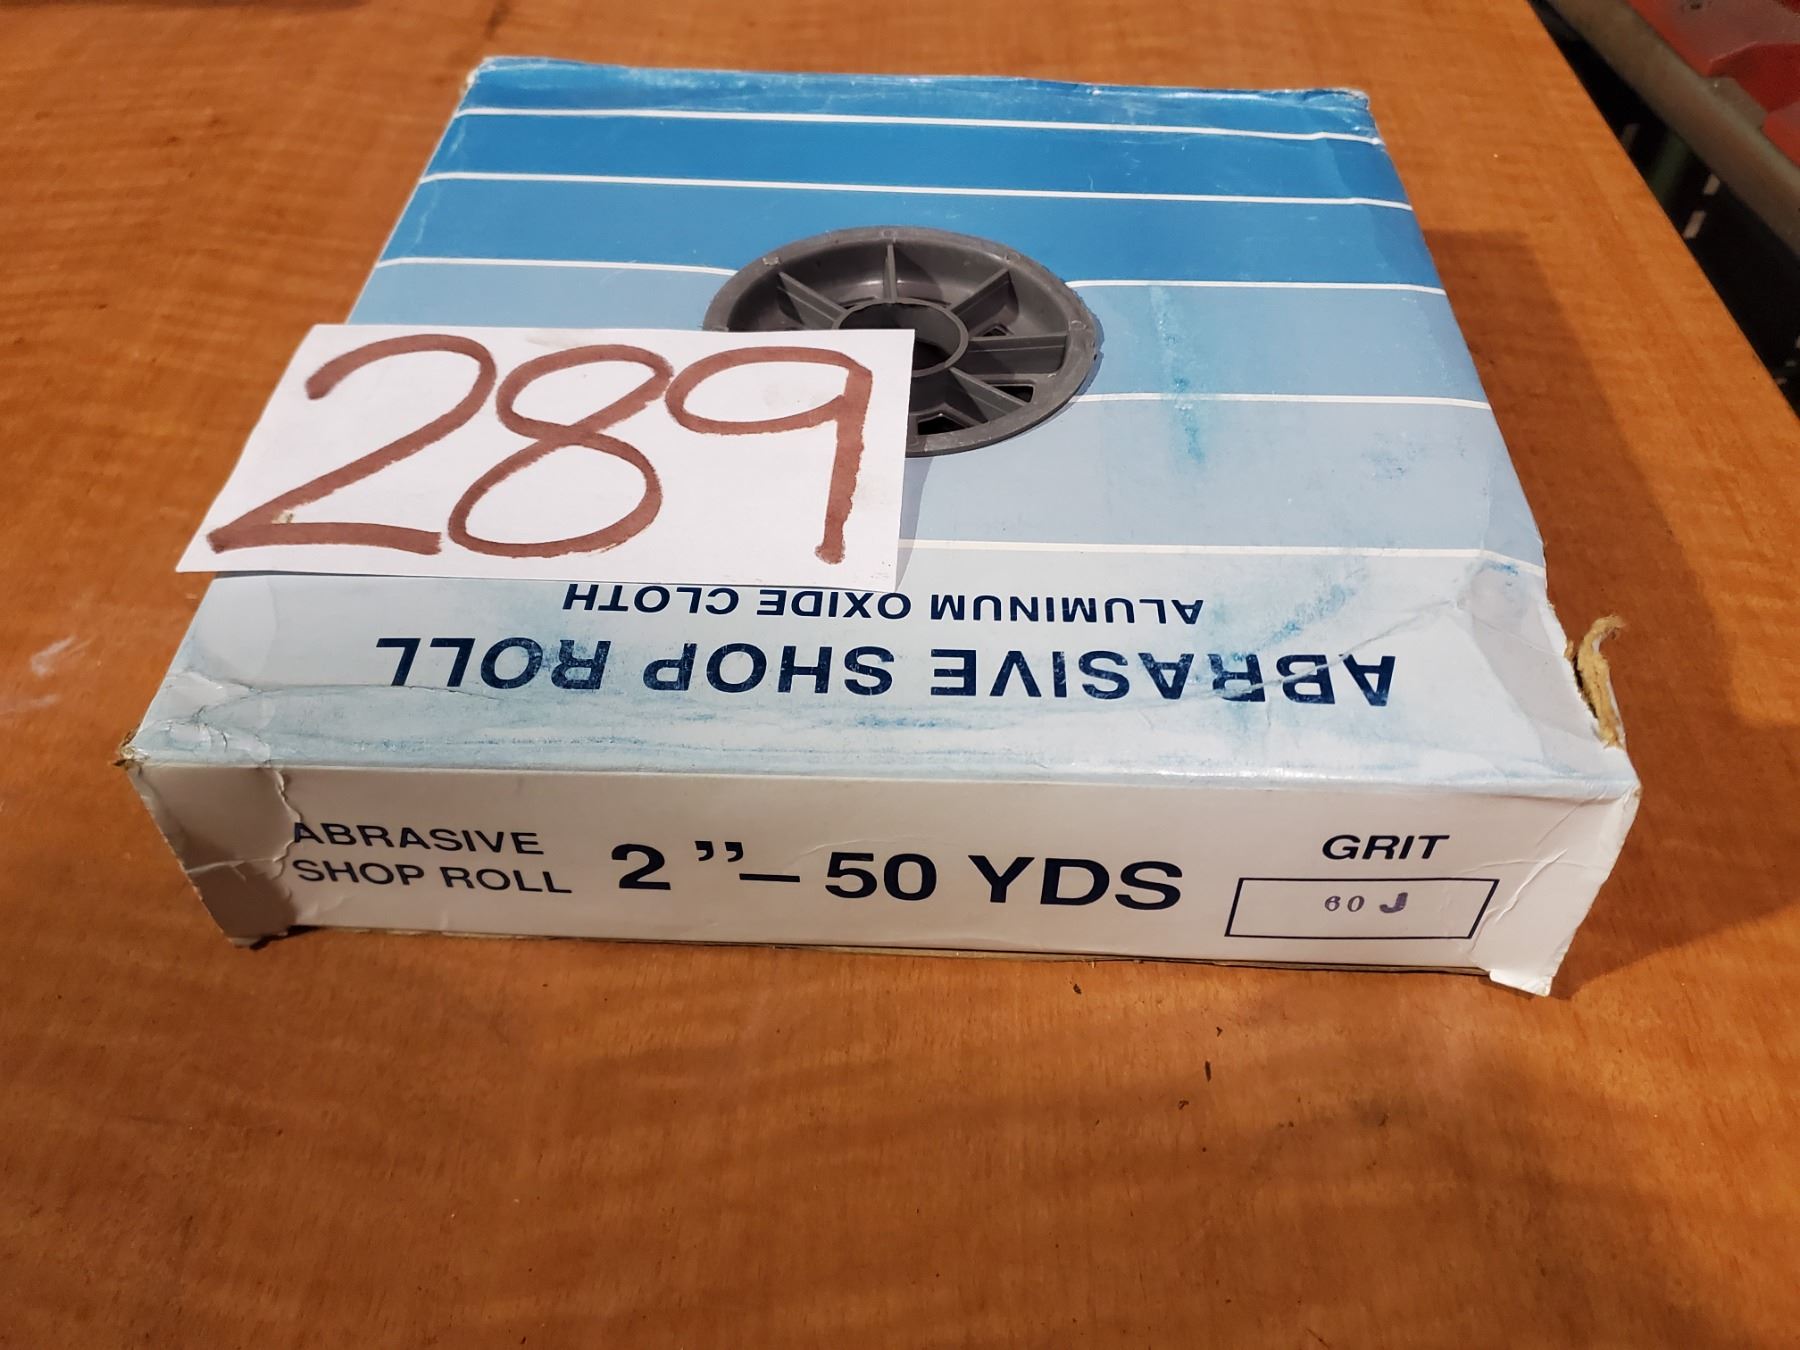 289
ABRASIVE SHOP ROLL
ALUMINUM OXIDE CLOTH
ABRASIVE
SHOP ROLL
2"– 50 YDS
GRIT
60 J